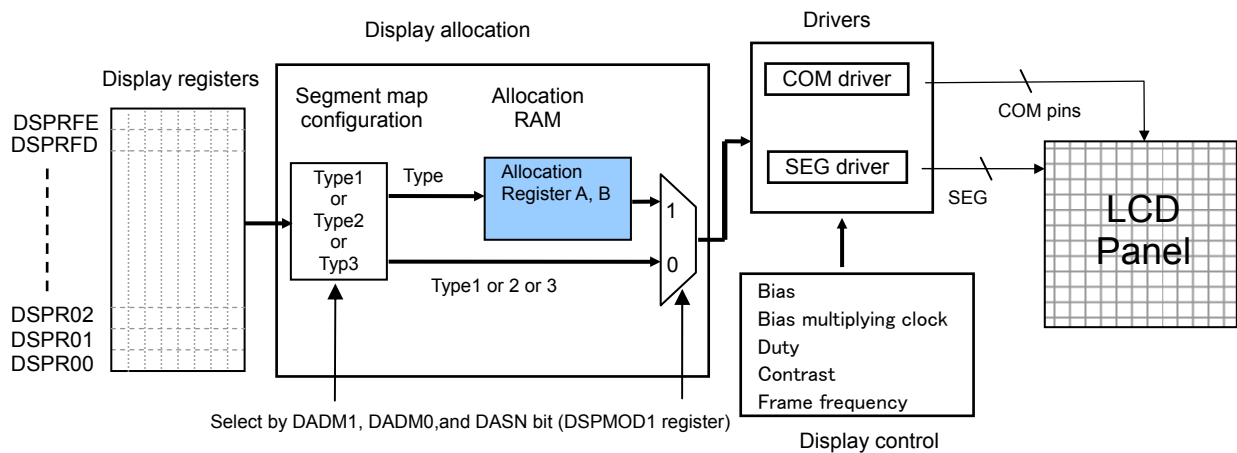 Display registers
DSPRFE
DSPRFD
DSPR02
DSPR01
DSPR00
Display allocation
Segment map
configuration
Allocation
RAM
Type1
or
Type2
or
Typ3
Type
Allocation
Register A, B
Type1 or 2 or 3
1
0
Select by DADM1, DADM0,and DASN bit (DSPMOD1 register)
Drivers
COM driver
SEG driver
COM pins
SEG
LCD
Panel
Bias
Bias multiplying clock
Duty
Contrast
Frame frequency
Display control